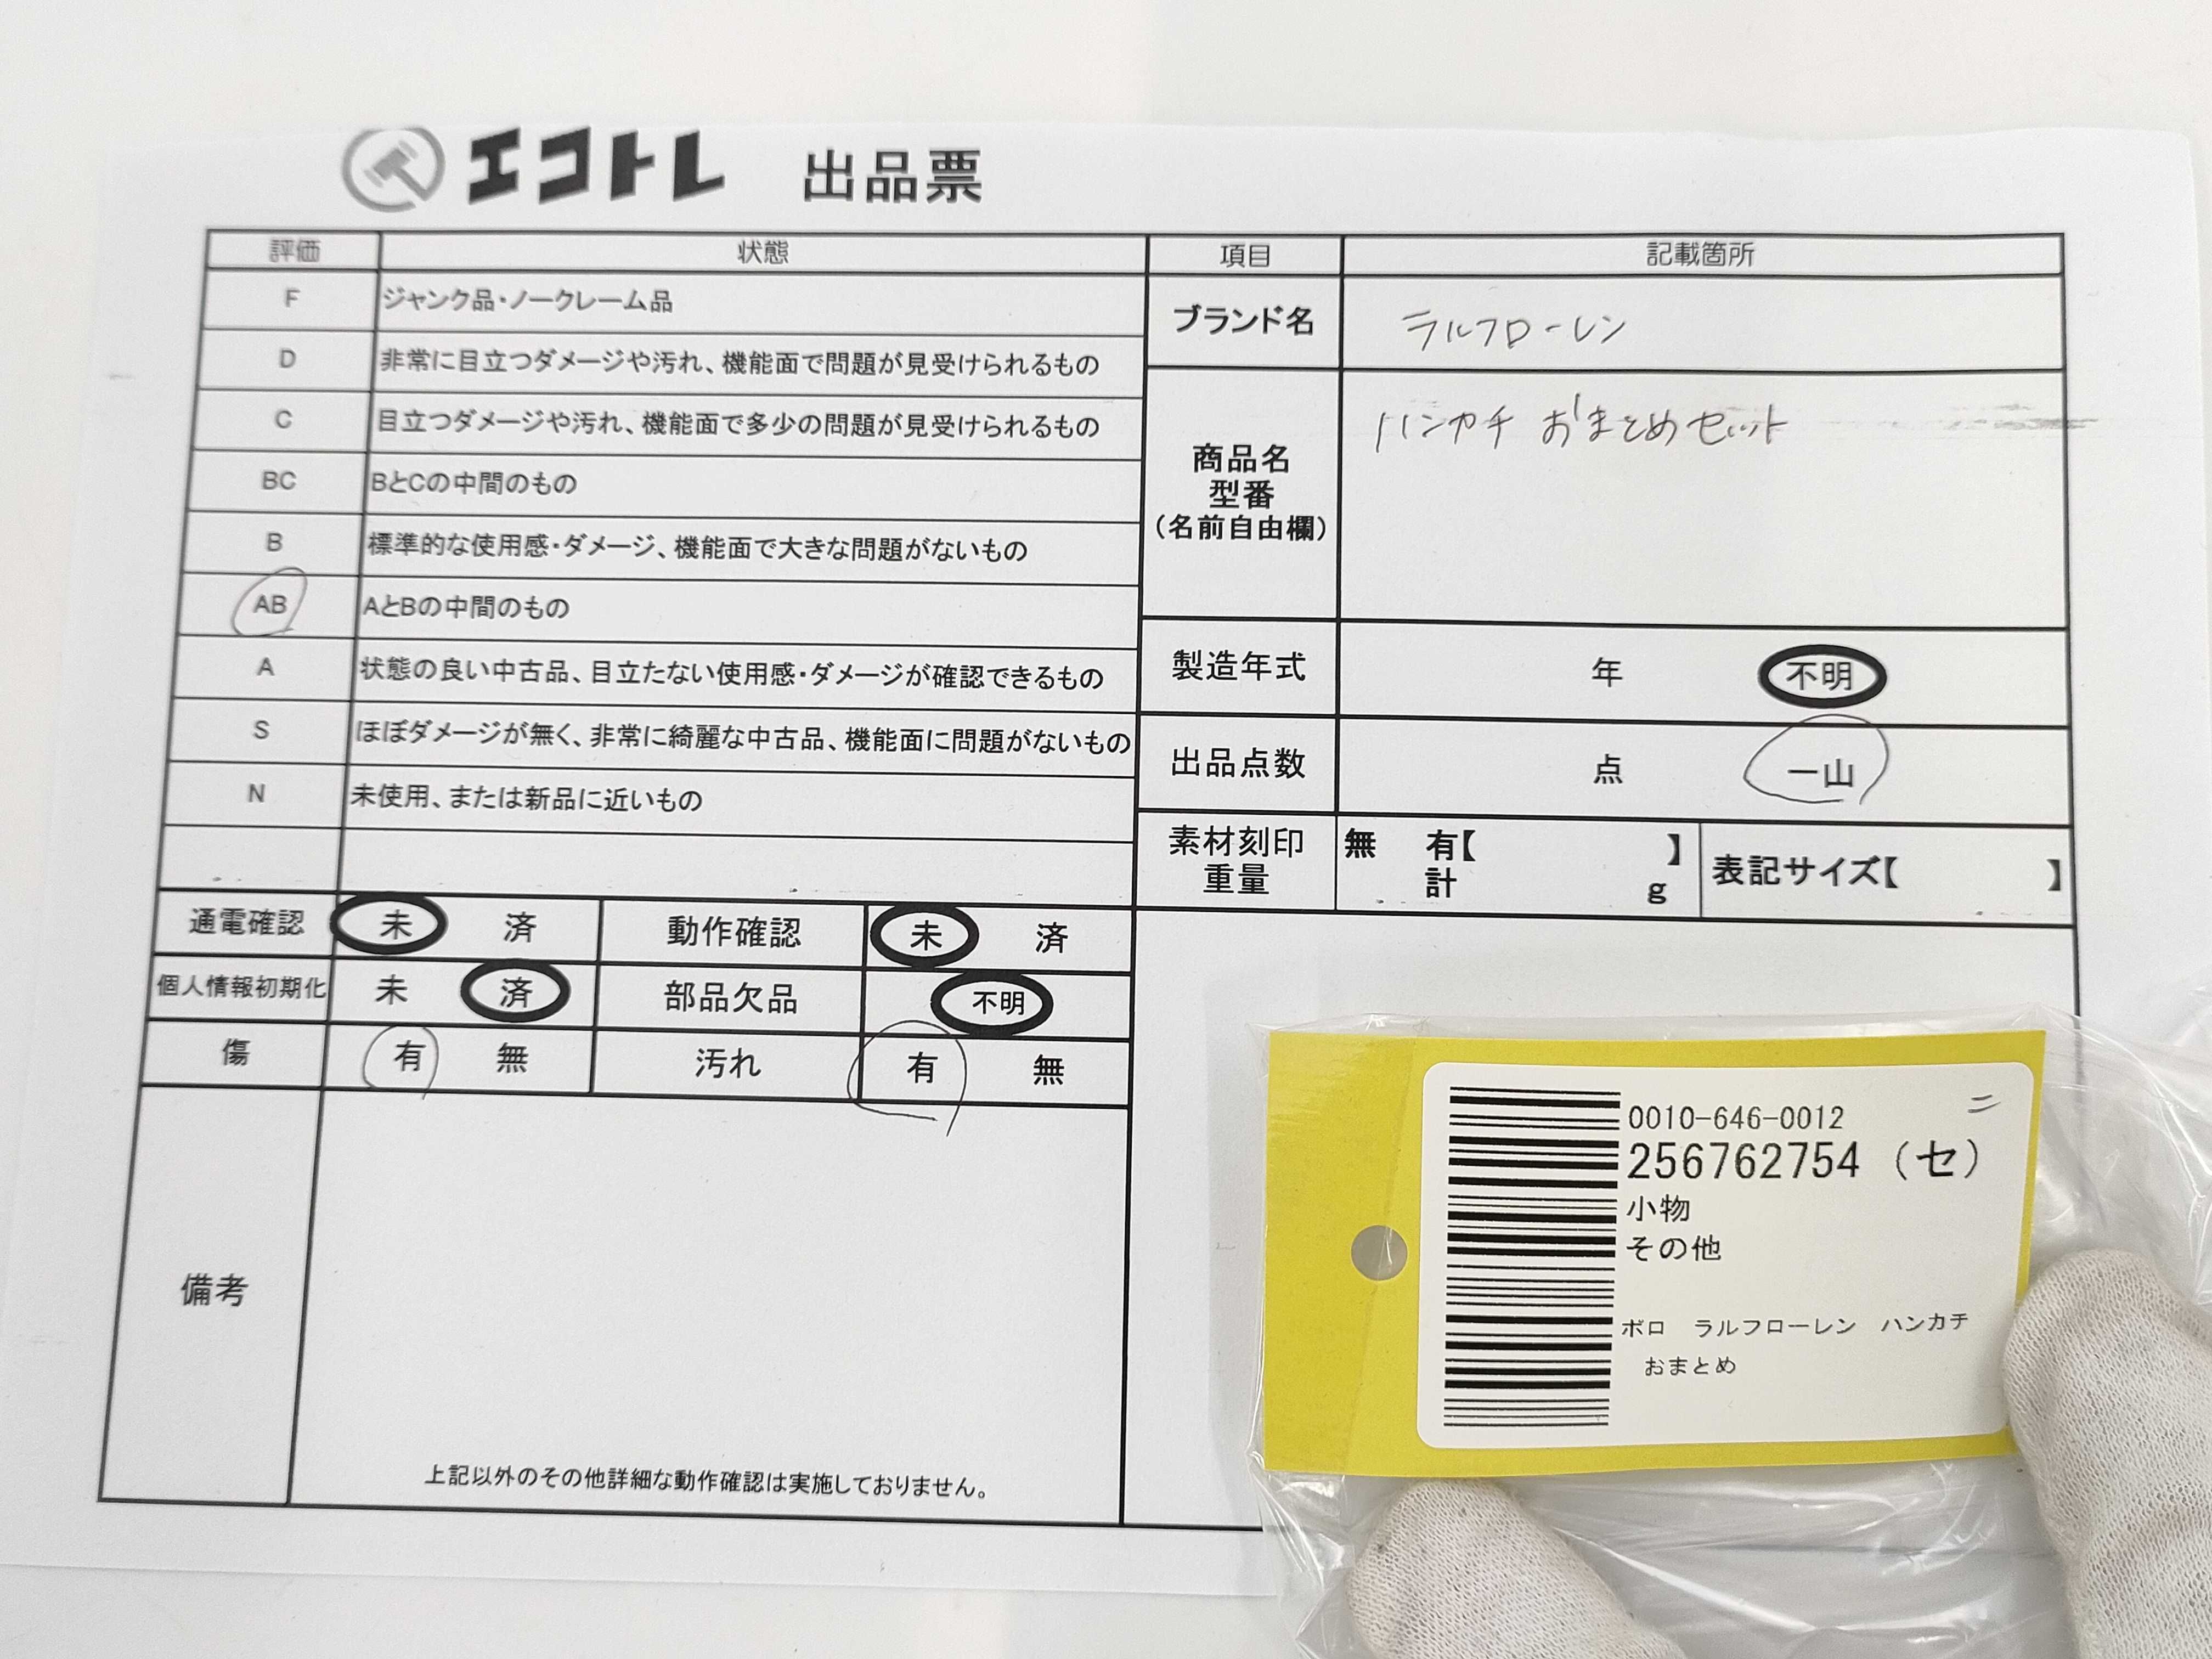 エコトレ 出品票
評価 状態
F ジャンク品・ノークレーム品
D 非常に目立つダメージや汚れ、機能面で問題が見受けられるもの
C 目立つダメージや汚れ、機能面で多少の問題が見受けられるもの
BC BとCの中間のもの
B 標準的な使用感・ダメージ、機能面で大きな問題がないもの
AB AとBの中間のもの
A 状態の良い中古品、目立たない使用感・ダメージが確認できるもの
S ほぼダメージが無く、非常に綺麗な中古品、機能面に問題がないもの
N 未使用、または新品に近いもの
通電確認 未 済 動作確認 未 済
個人情報初期化 未 済 部品欠品 不明
傷 有 無 汚れ 有 無
備考
上記以外のその他詳細な動作確認は実施しておりません。
項目 記載箇所
ブランド名 ラルフローレン
商品名
型番
(名前自由欄)
ハンカチ おまとめセット
製造年式 年 不明
出品点数 点 一山
素材刻印
重量
無 有【 】
計 g
表記サイズ【 】
0010-646-0012 ニ
256762754 (セ)
小物
その他
ボロ ラルフローレン ハンカチ
おまとめ